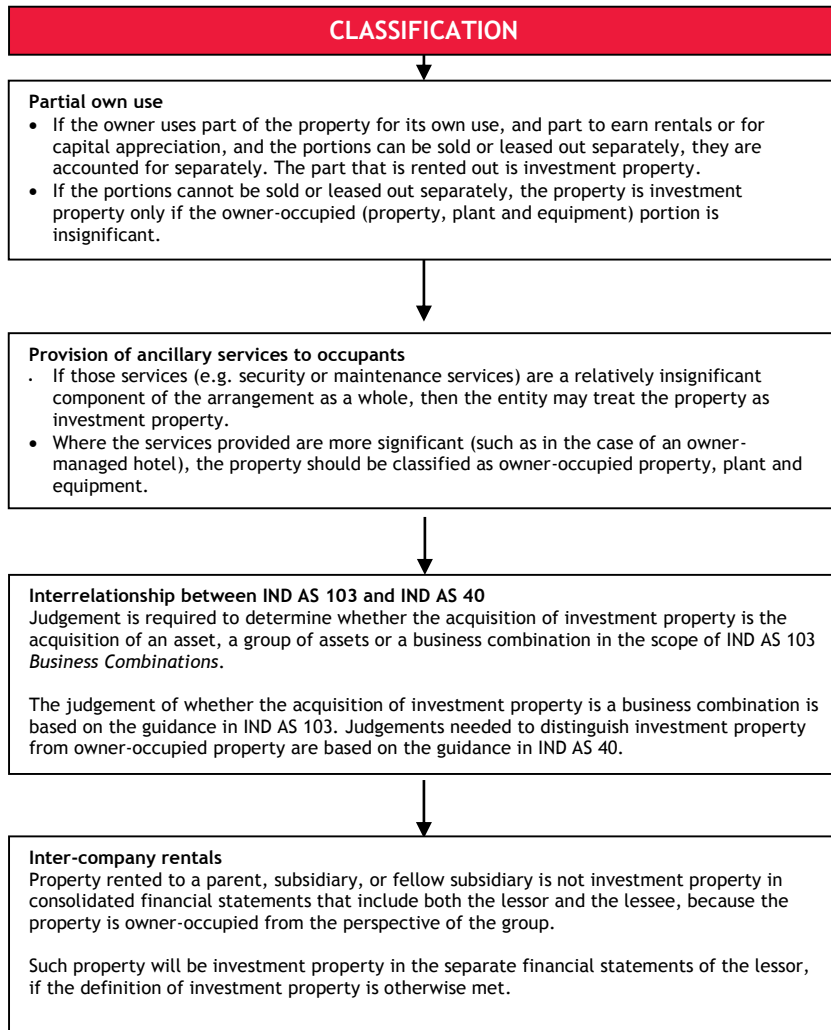 CLASSIFICATION
Partial own use
• If the owner uses part of the property for its own use, and part to earn rentals or for
capital appreciation, and the portions can be sold or leased out separately, they are
accounted for separately. The part that is rented out is investment property.
• If the portions cannot be sold or leased out separately, the property is investment
property only if the owner-occupied (property, plant and equipment) portion is
insignificant.
Provision of ancillary services to occupants
. If those services (e.g. security or maintenance services) are a relatively insignificant
component of the arrangement as a whole, then the entity may treat the property as
investment property.
• Where the services provided are more significant (such as in the case of an owner-
managed hotel), the property should be classified as owner-occupied property, plant and
equipment.
Interrelationship between IND AS 103 and IND AS 40
Judgement is required to determine whether the acquisition of investment property is the
acquisition of an asset, a group of assets or a business combination in the scope of IND AS 103
Business Combinations.
The judgement of whether the acquisition of investment property is a business combination is
based on the guidance in IND AS 103. Judgements needed to distinguish investment property
from owner-occupied property are based on the guidance in IND AS 40.
Inter-company rentals
Property rented to a parent, subsidiary, or fellow subsidiary is not investment property in
consolidated financial statements that include both the lessor and the lessee, because the
property is owner-occupied from the perspective of the group.
Such property will be investment property in the separate financial statements of the lessor,
if the definition of investment property is otherwise met.